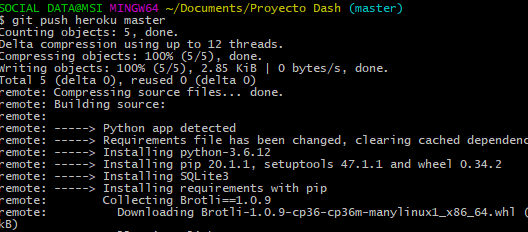 SOCIAL DATA@MSI MINGW64 ~/Documents/Proyecto Dash (master)
$ git push heroku master
Counting objects: 5, done.
Delta compression using up to 12 threads.
Compressing objects: 100% (5/5), done.
Writing objects: 100% (5/5), 2.85 KiB | 0 bytes/s, done.
Total 5 (delta 0), reused 0 (delta 0)
remote: Compressing source files... done.
remote: Building source:
remote:
remote: -----> Python app detected
remote: -----> Requirements file has been changed, clearing cached dependenc
remote: -----> Installing python-3.6.12
remote: -----> Installing pip 20.1.1, setuptools 47.1.1 and wheel 0.34.2
remote: -----> Installing SQLite3
remote: -----> Installing requirements with pip
remote:        Collecting Brotli==1.0.9
remote:          Downloading Brotli-1.0.9-cp36-cp36m-manylinux1_x86_64.whl (
kB)